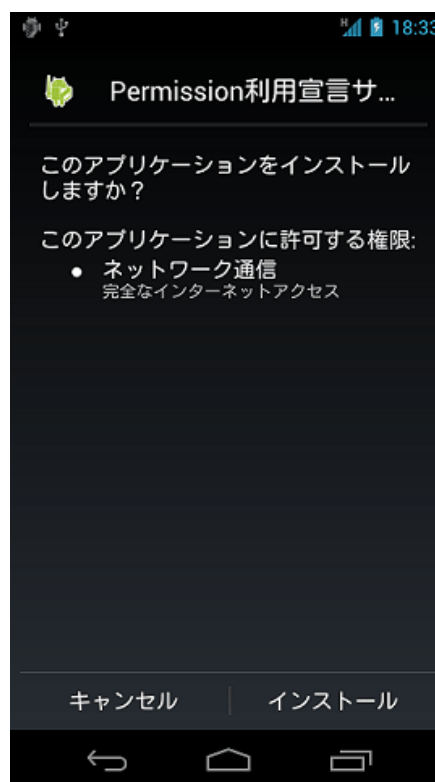 H 18:33
Permission利用宣言サ...
このアプリケーションをインストール
しますか？
このアプリケーションに許可する権限:
● ネットワーク通信
完全なインターネットアクセス
キャンセル インストール